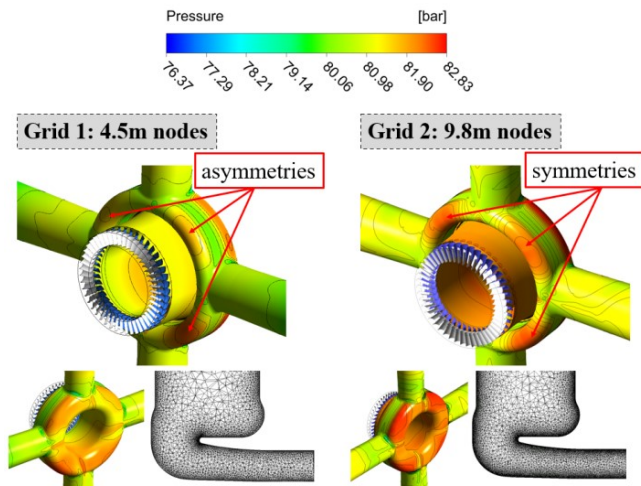 Pressure [bar]
76.37 77.29 78.21 79.14 80.06 80.98 81.90 82.83
Grid 1: 4.5m nodes Grid 2: 9.8m nodes
asymmetries symmetries